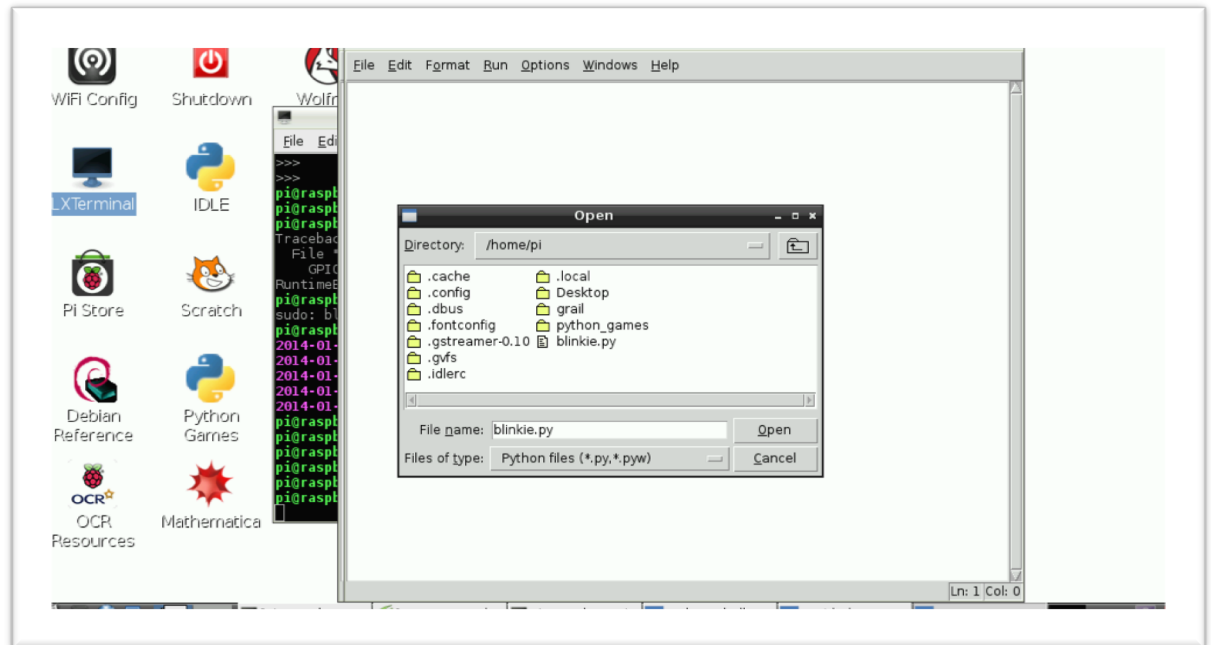 WiFi Config
Shutdown
Wolfr
LXTerminal
IDLE
Pi Store
Scratch
Debian
Reference
Python
Games
OCR
OCR
Resources
Mathematica
File Edi
>>>
>>>
pi@raspb
pi@raspb
pi@raspb
Tracebac
File "
GPIO
RuntimeE
pi@raspb
sudo: bl
pi@raspb
2014-01-
2014-01-
2014-01-
2014-01-
2014-01-
pi@raspb
pi@raspb
pi@raspb
pi@raspb
pi@raspb
pi@raspb
File Edit Format Run Options Windows Help
Open
Directory: /home/pi
.cache
.config
.dbus
.fontconfig
.gstreamer-0.10
.gvfs
.idlerc
.local
Desktop
grail
python_games
blinkie.py
File name: blinkie.py Open
Files of type: Python files (*.py,*.pyw) Cancel
Ln: 1 Col: 0